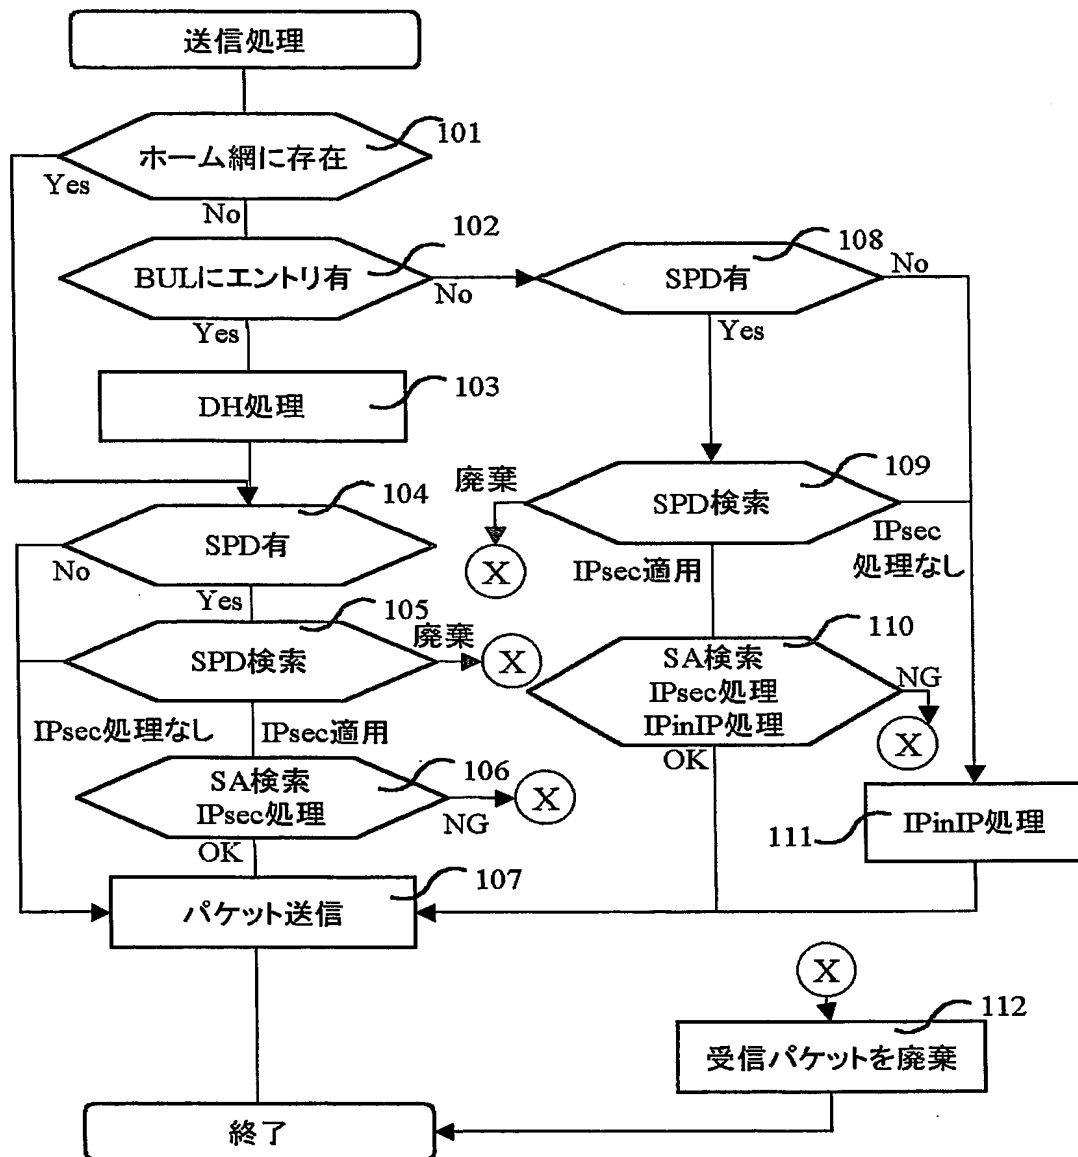 送信処理
101
ホーム網に存在
Yes
No
102
BULにエントリ有
No
Yes
108
SPD有
No
Yes
103
DH処理
104
SPD有
No
Yes
109
SPD検索
廃棄
X
IPsec適用
IPsec
処理なし
105
SPD検索
廃棄
X
IPsec処理なし
IPsec適用
110
SA検索
IPsec処理
IPinIP処理
NG
X
OK
106
SA検索
IPsec処理
NG
X
OK
111
IPinIP処理
107
パケット送信
X
112
受信パケットを廃棄
終了